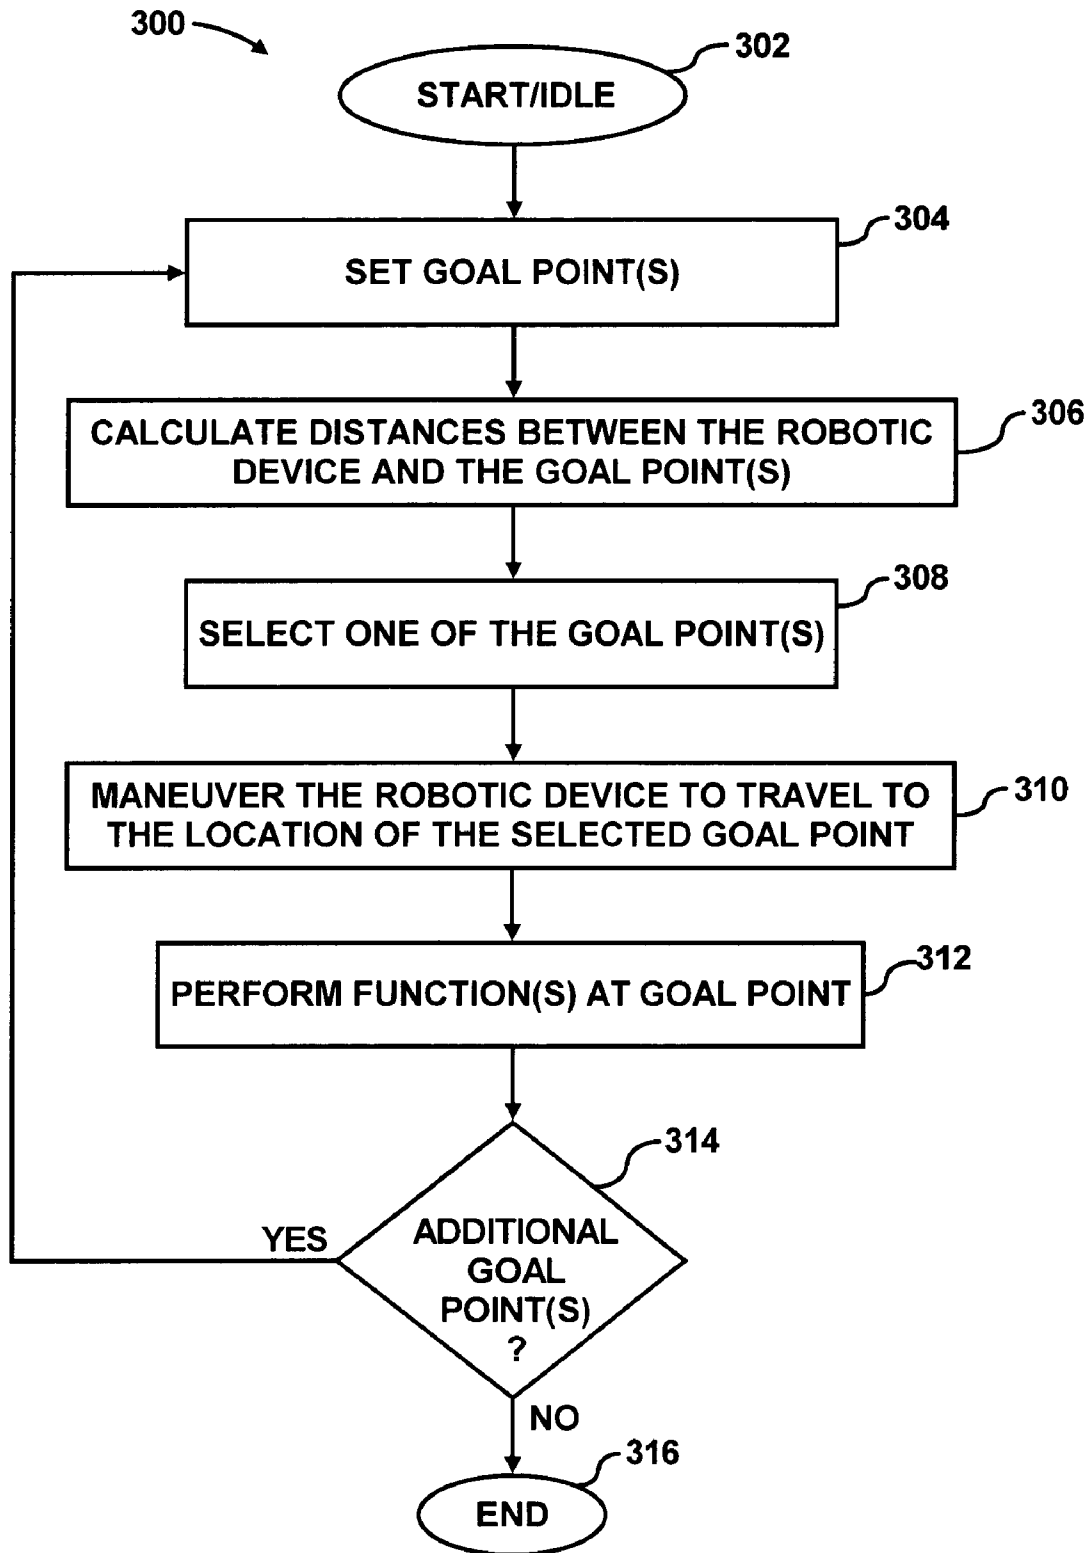 300
302
START/IDLE
304
SET GOAL POINT(S)
306
CALCULATE DISTANCES BETWEEN THE ROBOTIC
DEVICE AND THE GOAL POINT(S)
308
SELECT ONE OF THE GOAL POINT(S)
310
MANEUVER THE ROBOTIC DEVICE TO TRAVEL TO
THE LOCATION OF THE SELECTED GOAL POINT
312
PERFORM FUNCTION(S) AT GOAL POINT
314
YES
ADDITIONAL
GOAL
POINT(S)
?
NO
316
END